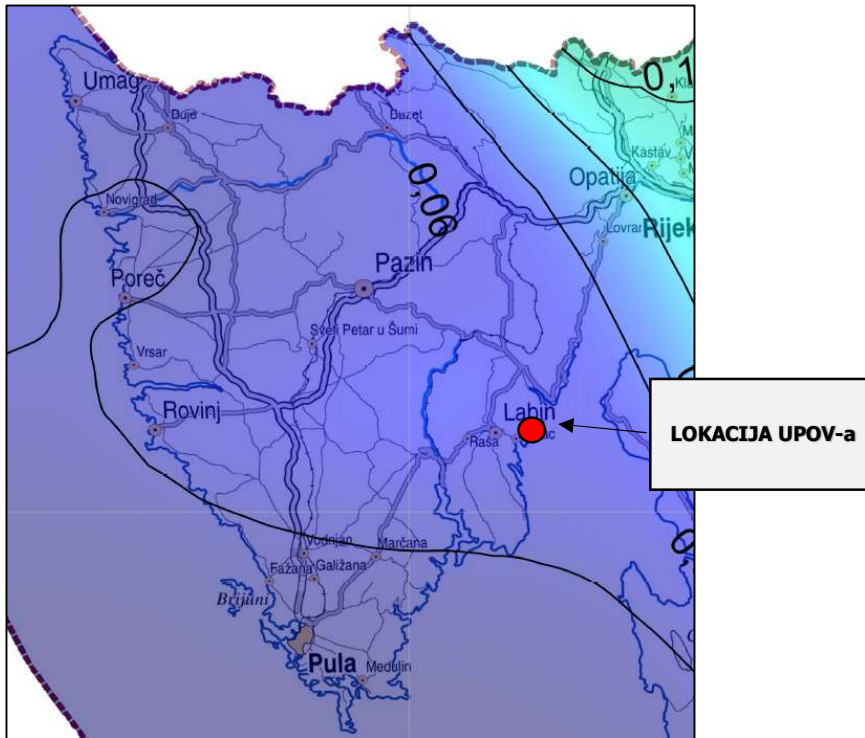 Umag
Buje
Buzet
0,1
Kastav
Opatija
Novigrad
0,06
Lovran
Rijek
Pazin
Poreč
Sveti Petar u Šumi
Vrsar
Rovinj
Labin
Raša
LOKACIJA UPOV-a
Vodnjan
Marčana
Fažana
Galižana
Brijuni
Pula
Medulin